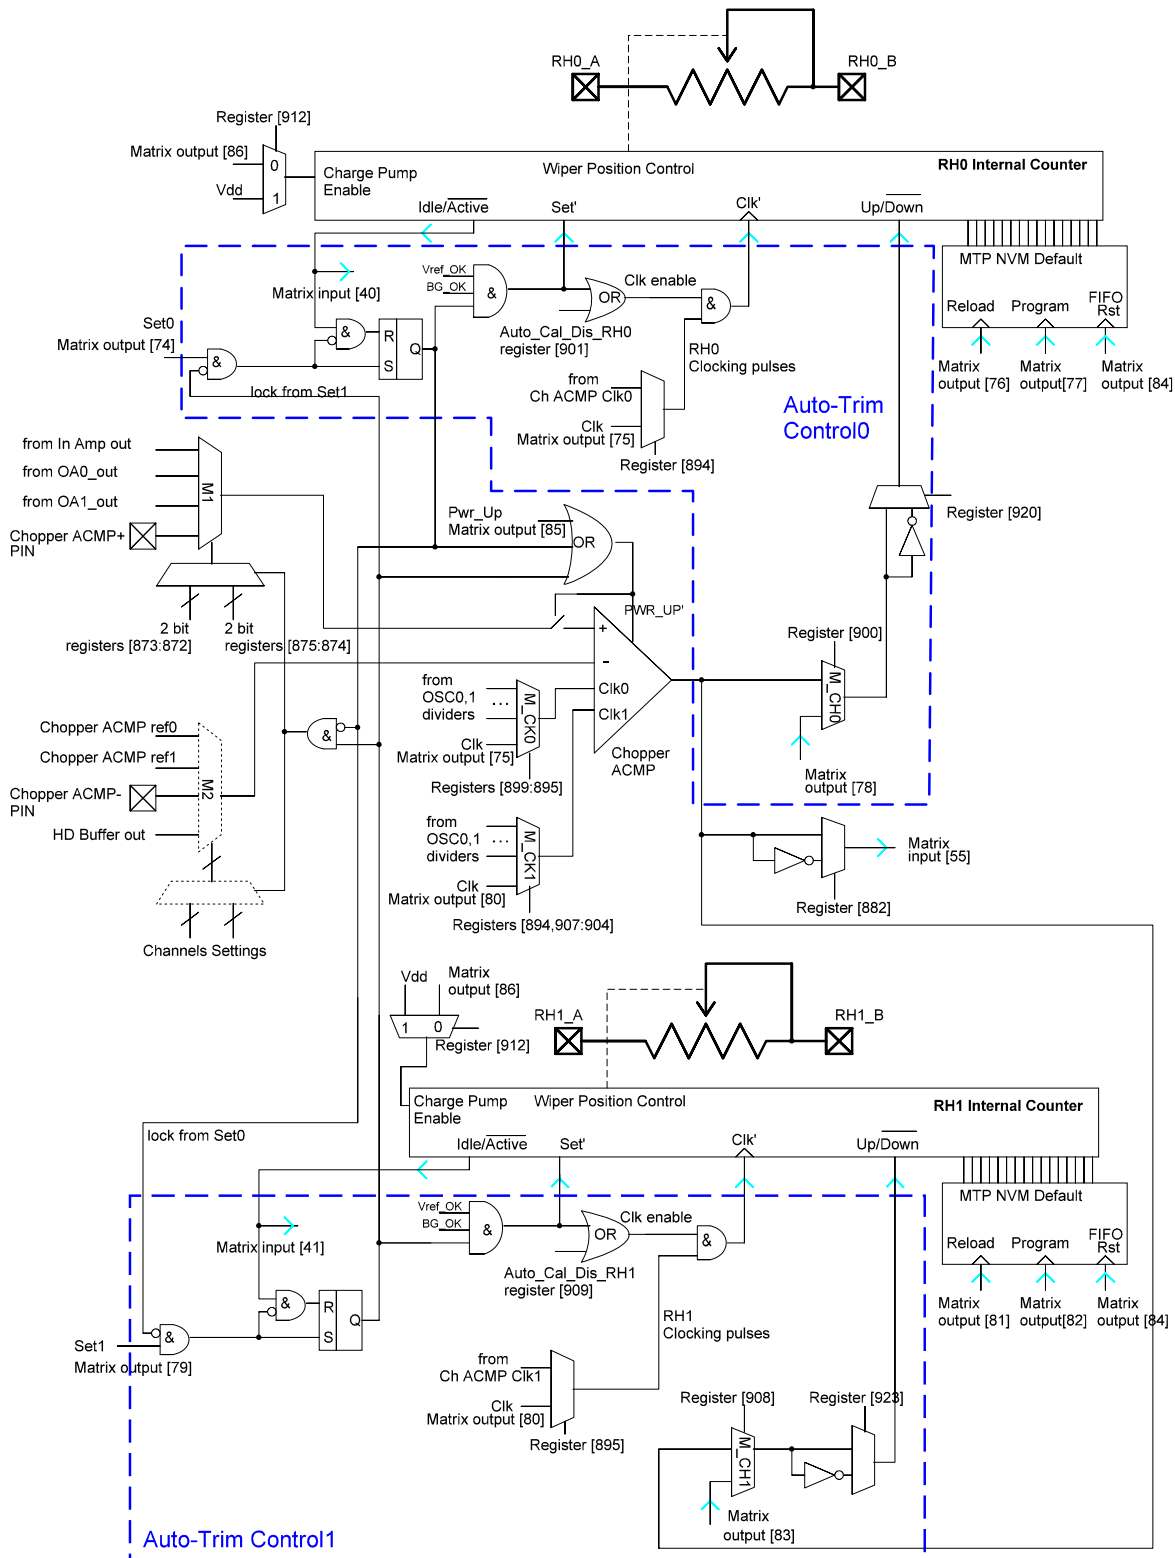 RH0_A
RH0_B
Register [912]
Matrix output [86]
0
Vdd
1
Charge Pump
Enable
Wiper Position Control
RH0 Internal Counter
Idle/Active
Set'
Clk'
Up/Down
MTP NVM Default
Reload
Program
FIFO
Rst
Matrix
output [76]
Matrix
output[77]
Matrix
output [84]
Vref_OK
BG_OK
&
Matrix input [40]
OR
Clk enable
&
Auto_Cal_Dis_RH0
register [901]
Set0
Matrix output [74]
&
&
R
S
Q
lock from Set1
RH0
Clocking pulses
from
Ch ACMP Clk0
Clk
Matrix output [75]
Register [894]
Auto-Trim
Control0
from In Amp out
from OA0_out
from OA1_out
Chopper ACMP+
PIN
M1
2 bit
registers [873:872]
2 bit
registers [875:874]
Pwr_Up
Matrix output [85]
OR
PWR_UP'
Register [920]
Register [900]
M_CH0
Matrix
output [78]
+
-
Clk0
Clk1
Chopper
ACMP
from
OSC0,1
dividers
...
M_CK0
Clk
Matrix output [75]
Registers [899:895]
&
Chopper ACMP ref0
Chopper ACMP ref1
Chopper ACMP-
PIN
HD Buffer out
M2
Channels Settings
from
OSC0,1
dividers
...
M_CK1
Clk
Matrix output [80]
Registers [894,907:904]
Matrix
input [55]
Register [882]
Vdd
Matrix
output [86]
1
0
Register [912]
RH1_A
RH1_B
Charge Pump
Enable
Wiper Position Control
RH1 Internal Counter
Idle/Active
Set'
Clk'
Up/Down
lock from Set0
MTP NVM Default
Reload
Program
FIFO
Rst
Matrix
output [81]
Matrix
output[82]
Matrix
output [84]
Vref_OK
BG_OK
&
Matrix input [41]
OR
Clk enable
&
Auto_Cal_Dis_RH1
register [909]
&
R
S
Q
&
Set1
Matrix output [79]
RH1
Clocking pulses
from
Ch ACMP Clk1
Clk
Matrix output [80]
Register [895]
Register [908]
Register [923]
M_CH1
Matrix
output [83]
Auto-Trim Control1